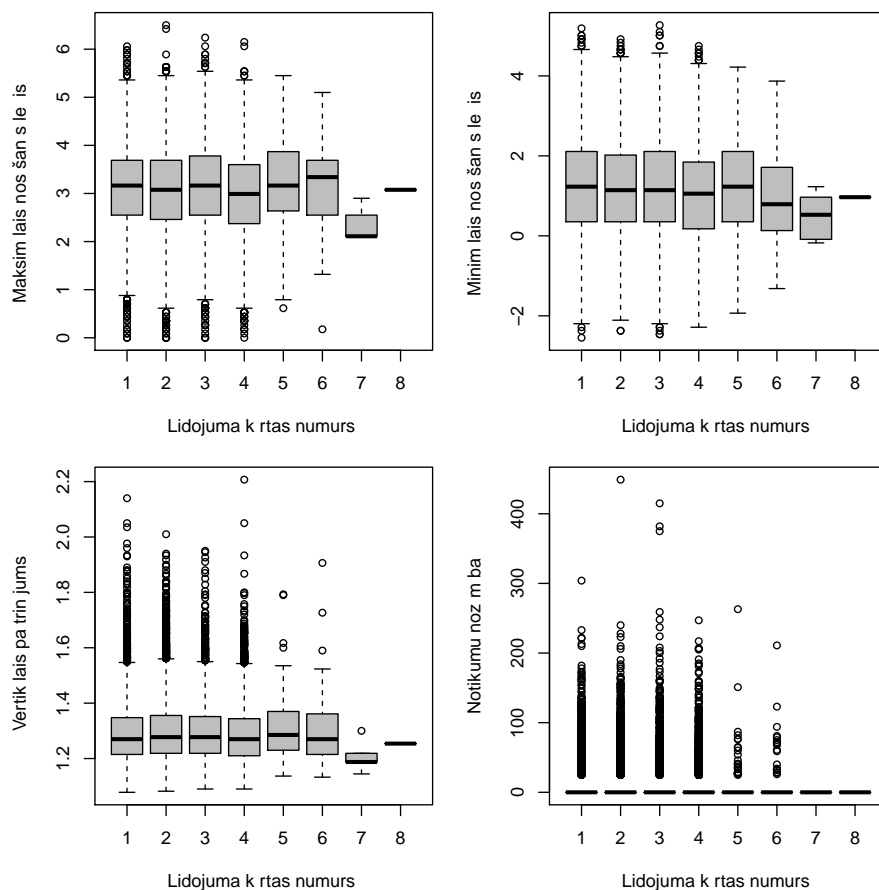 Maksim lais nos šan s le is
6
5
4
3
2
1
0
1 2 3 4 5 6 7 8
Lidojuma k rtas numurs
Minim lais nos šan s le is
4
2
0
−2
1 2 3 4 5 6 7 8
Lidojuma k rtas numurs
Vertik lais pa trin jums
2.2
2.0
1.8
1.6
1.4
1.2
1 2 3 4 5 6 7 8
Lidojuma k rtas numurs
Notikumu noz m ba
400
300
200
100
0
1 2 3 4 5 6 7 8
Lidojuma k rtas numurs